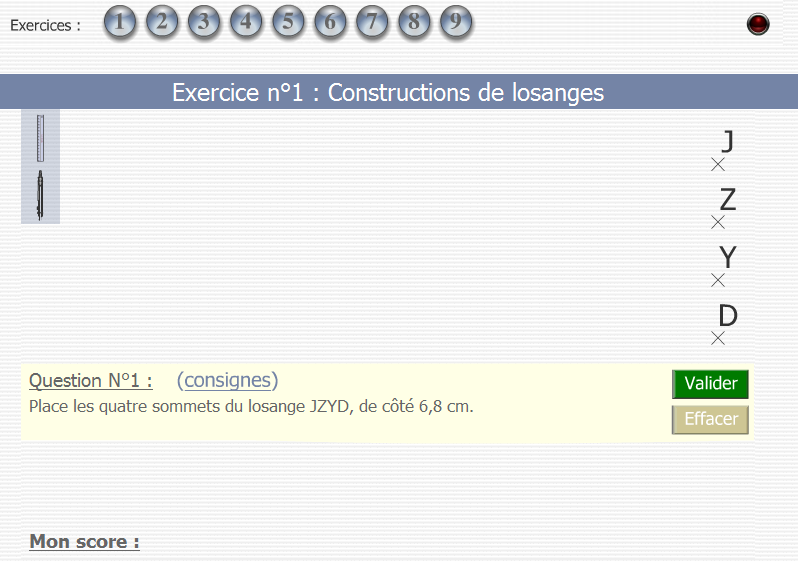 Exercices : 1 2 3 4 5 6 7 8 9
Exercice n°1 : Constructions de losanges
J
Z
Y
D
Question N°1 : (consignes)
Valider
Place les quatre sommets du losange JZYD, de côté 6,8 cm.
Effacer
Mon score :